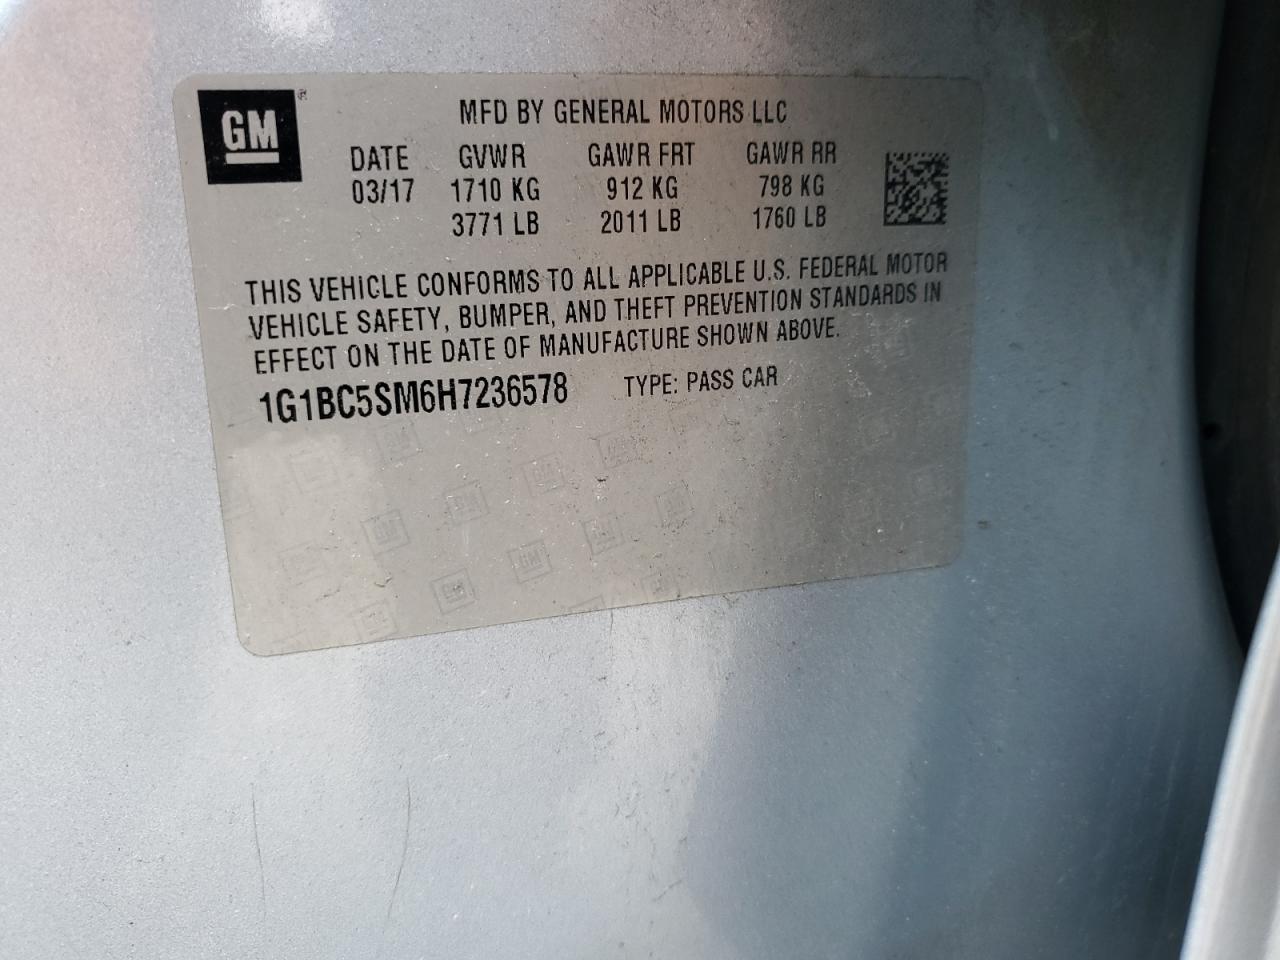 GM
MFD BY GENERAL MOTORS LLC
DATE GVWR GAWR FRT GAWR RR
03/17 1710 KG 912 KG 798 KG
3771 LB 2011 LB 1760 LB
THIS VEHICLE CONFORMS TO ALL APPLICABLE U.S. FEDERAL MOTOR
VEHICLE SAFETY, BUMPER, AND THEFT PREVENTION STANDARDS IN
EFFECT ON THE DATE OF MANUFACTURE SHOWN ABOVE.
1G1BC5SM6H7236578 TYPE: PASS CAR